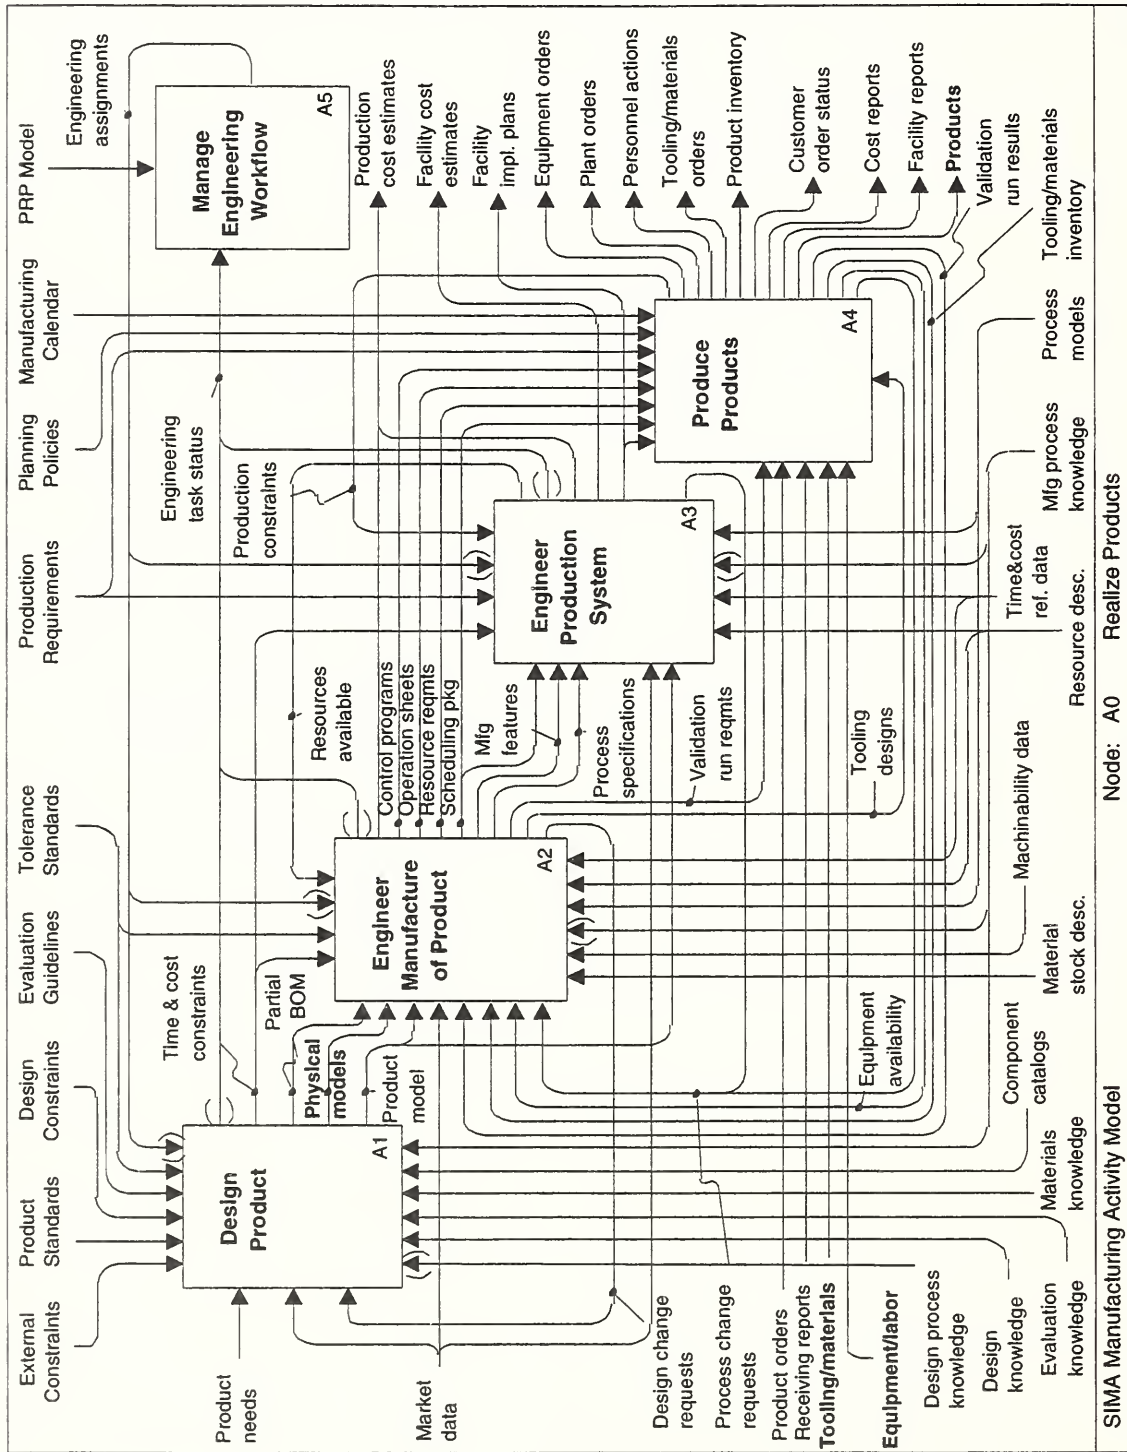 External
Constraints
Product
Standards
Design
Constraints
Evaluation
Guidelines
Tolerance
Standards
Production
Requirements
Planning
Policies
Manufacturing
Calendar
PRP Model
Engineering
assignments
Manage
Engineering
Workflow
A5
Product
needs
Design
Product
A1
Time & cost
constraints
Partial
BOM
Physical
models
Product
model
Market
data
Engineer
Manufacture
of Product
A2
Resources
available
Control programs
Operation sheets
Resource reqmts
Scheduling pkg
Mfg
features
Process
specifications
Validation
run reqmts
Tooling
designs
Engineering
task status
Production
constraints
Engineer
Production
System
A3
Produce
Products
A4
Production
cost estimates
Facility cost
estimates
Facility
impl. plans
Equipment orders
Plant orders
Personnel actions
Tooling/materials
orders
Product inventory
Customer
order status
Cost reports
Facility reports
Products
Validation
run results
Tooling/materials
inventory
Equipment
availability
Design change
requests
Process change
requests
Product orders
Receiving reports
Tooling/materials
Equipment/labor
Design process
knowledge
Design
knowledge
Evaluation
knowledge
Materials
knowledge
Component
catalogs
Material
stock desc.
Machinability data
Resource desc.
Time&cost
ref. data
Mfg process
knowledge
Process
models
SIMA Manufacturing Activity Model
Node: A0 Realize Products